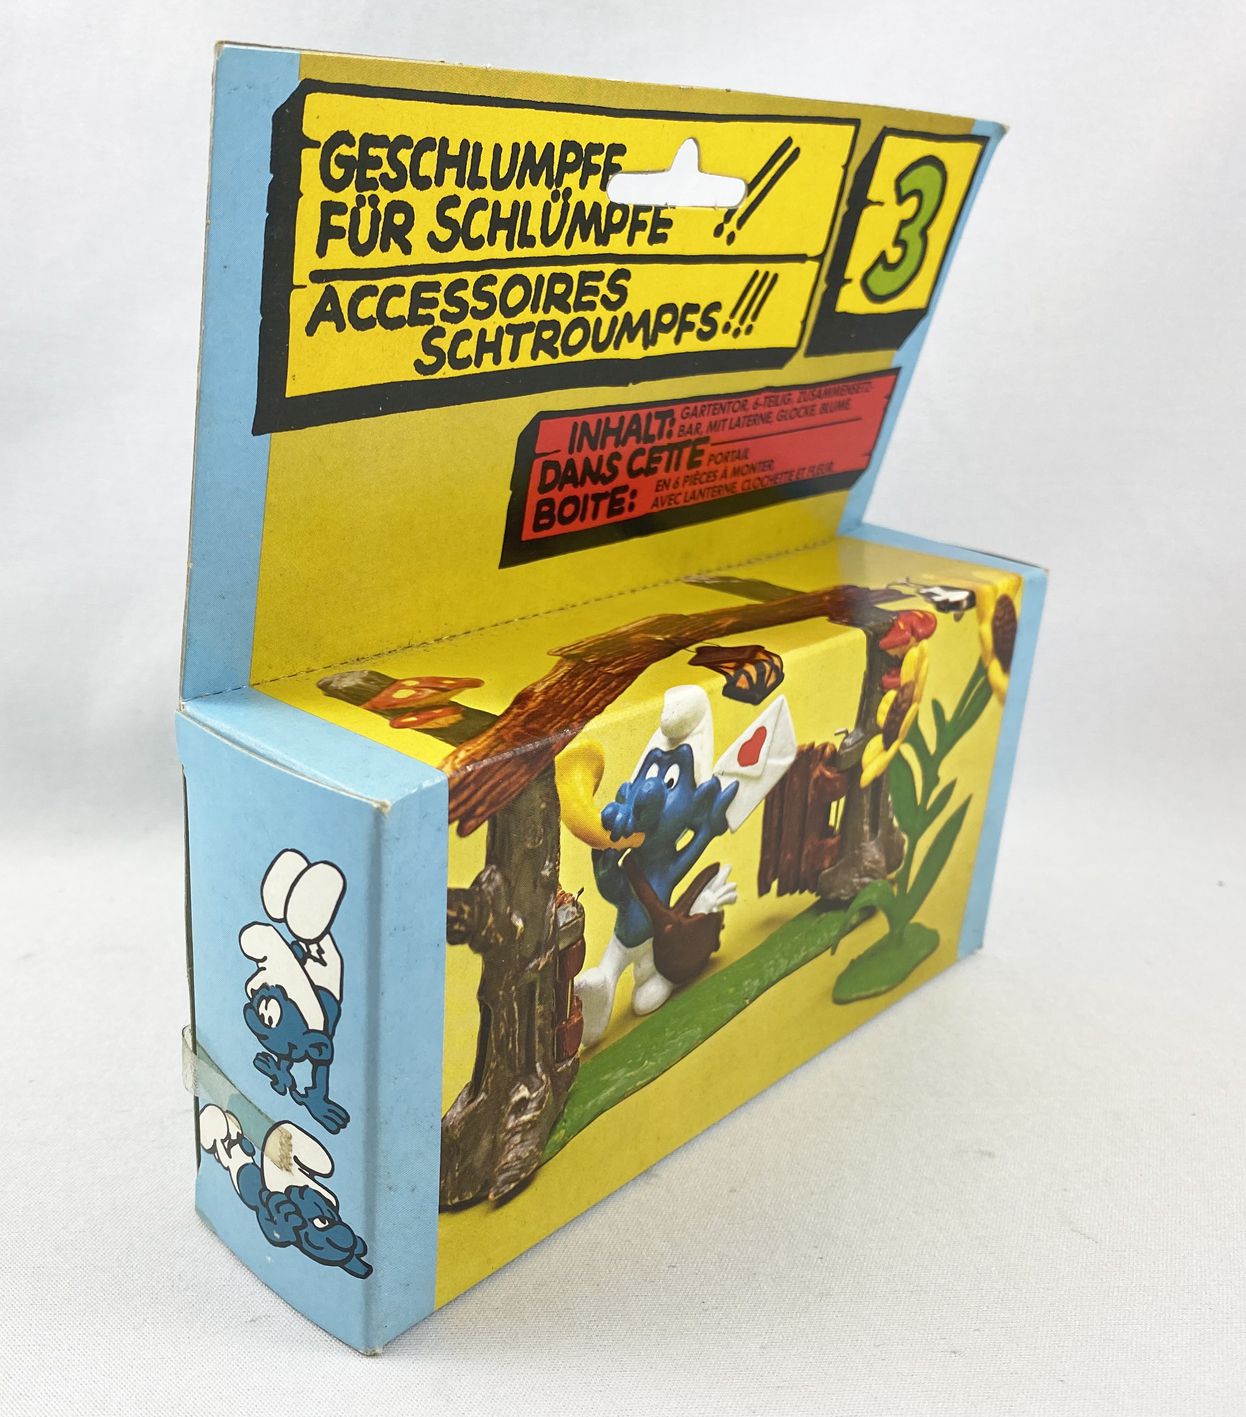 GESCHLUMPFF
FÜR SCHLÜMPFE !!
ACCESSOIRES
SCHTROUMPFS!!!
3
INHALT: GARTENTOR, 6-TEILIG, ZUSAMMENSETZ-
BAR, MIT LATERNE, GLOCKE, BLUME.
DANS CETTE
BOITE:
PORTAIL
EN 6 PIÈCES À MONTER,
AVEC LANTERNE, CLOCHETTE ET FLEUR.